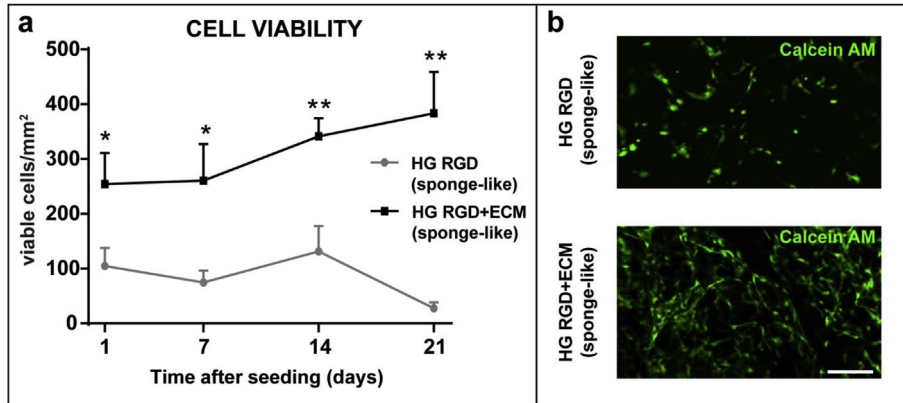 a
CELL VIABILITY
500
400
300
200
100
0
viable cells/mm²
*
*
**
**
HG RGD
(sponge-like)
HG RGD+ECM
(sponge-like)
1
7
14
21
Time after seeding (days)
b
HG RGD
(sponge-like)
Calcein AM
HG RGD+ECM
(sponge-like)
Calcein AM